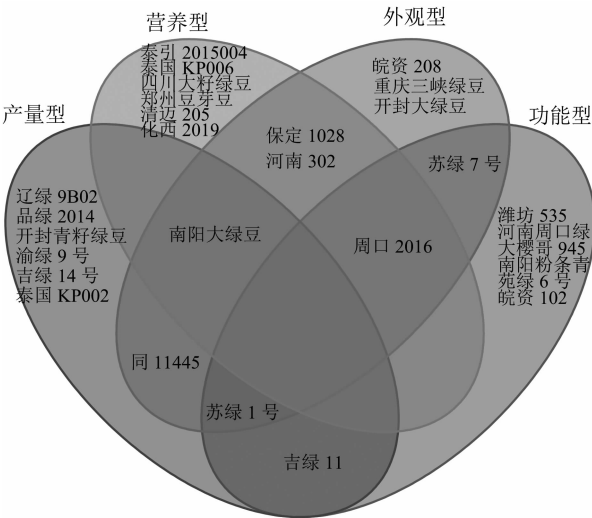 营养型
外观型
产量型
功能型
泰引 2015004
泰国 KP006
四川大籽绿豆
郑州豆芽豆
清迈 205
化西 2019
皖资 208
重庆三峡绿豆
开封大绿豆
保定 1028
河南 302
苏绿 7 号
辽绿 9B02
品绿 2014
开封青籽绿豆
渝绿 9 号
吉绿 14 号
泰国 KP002
南阳大绿豆
周口 2016
潍坊 535
河南周口绿
大樱哥 945
南阳粉条青
苑绿 6 号
皖资 102
同 11445
苏绿 1 号
吉绿 11